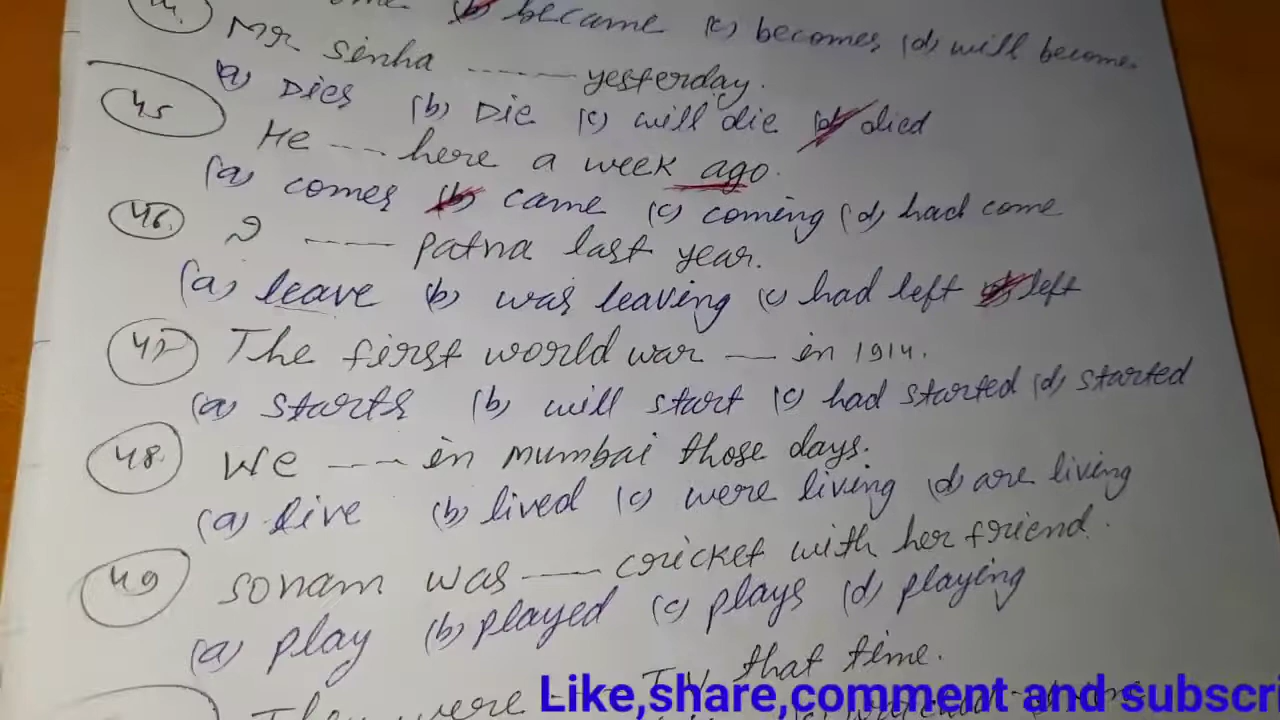 (b) became (c) becomes (d) will become.
Mr Sinha ------- yesterday.
(a) Dies (b) Die (c) will die (d) died
45 He --- here a week ago.
(a) comes (b) came (c) coming (d) had come
46. I ---- Patna last year.
(a) leave (b) was leaving (c) had left (d) left
47 The first world war --- in 1914.
(a) starts (b) will start (c) had started (d) started
48. We ---- in mumbai those days.
(a) live (b) lived (c) were living (d) are living
49 Sonam was ---- cricket with her friend.
(a) play (b) played (c) plays (d) playing
They were --- T.V that time.
Like,share,comment and subscri